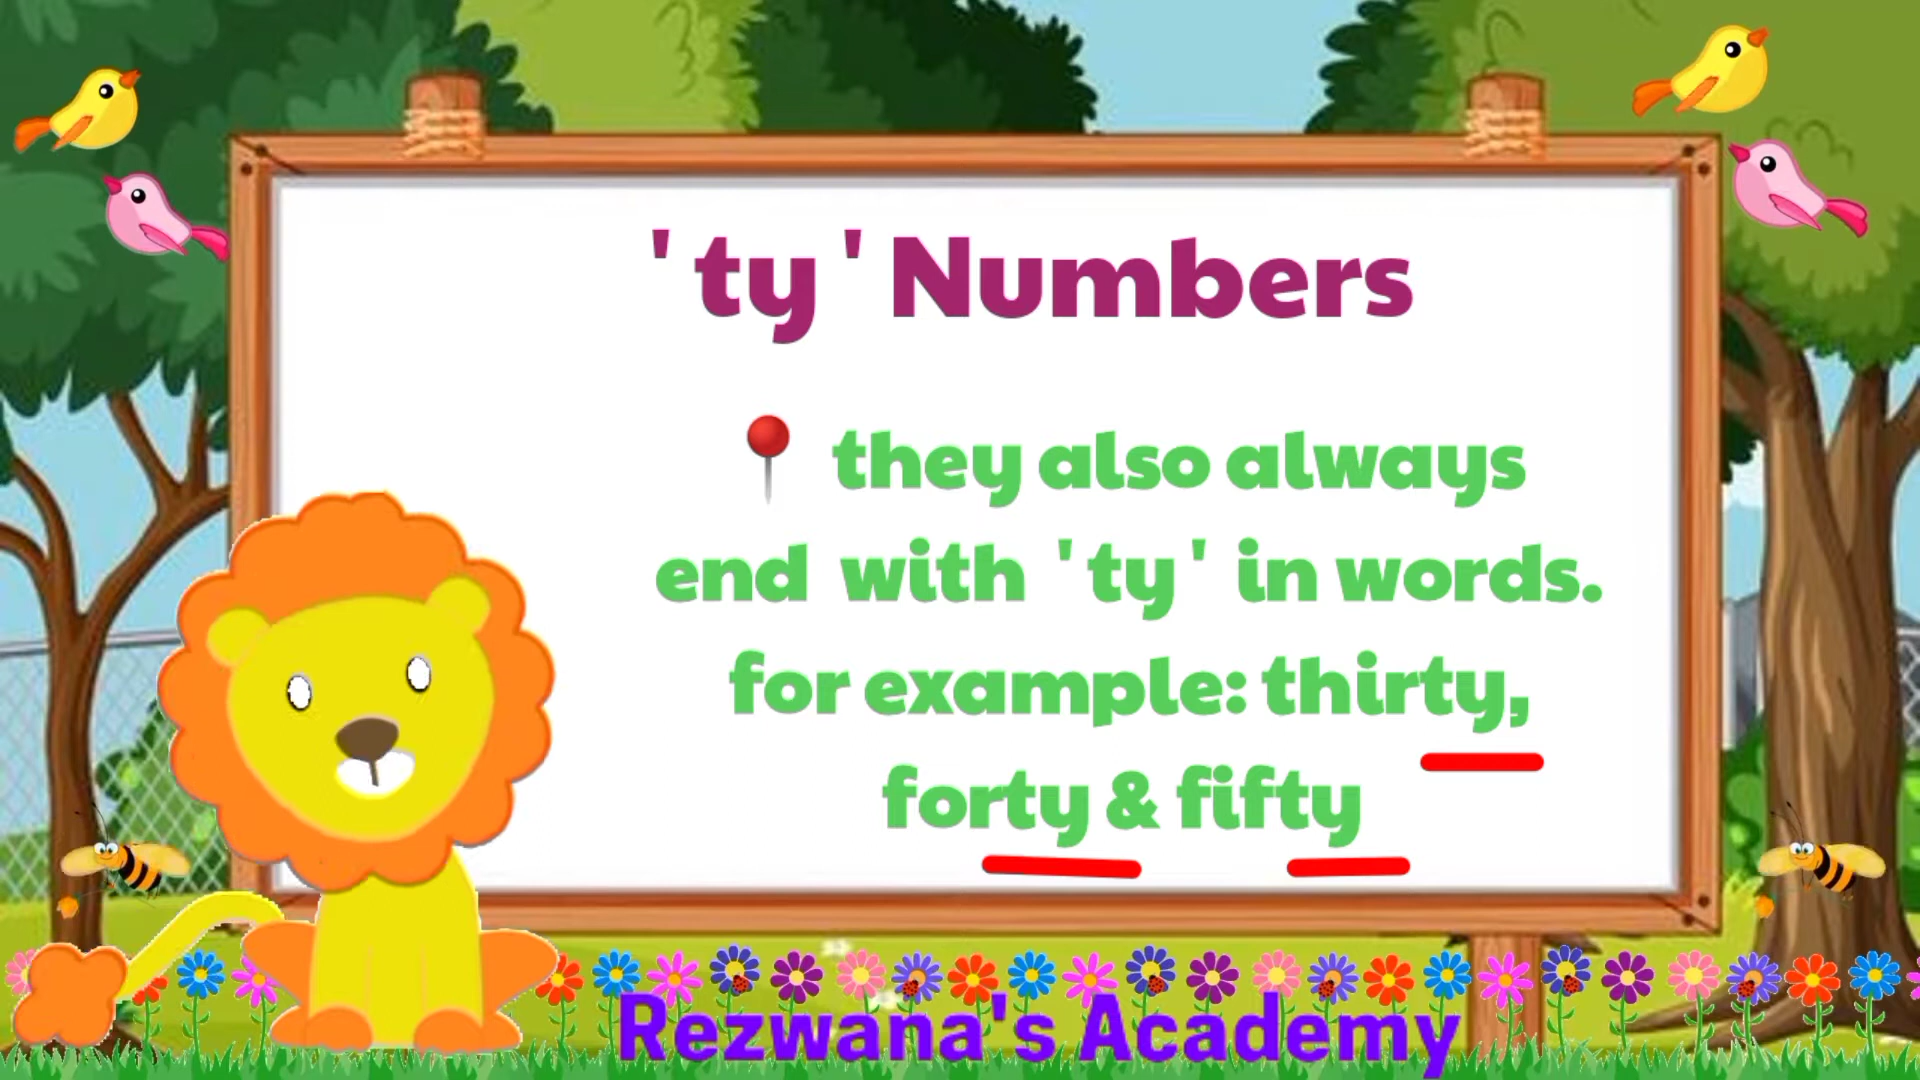 'ty' Numbers
📍 they also always
end with 'ty' in words.
for example: thirty,
forty & fifty
Rezwana's Academy